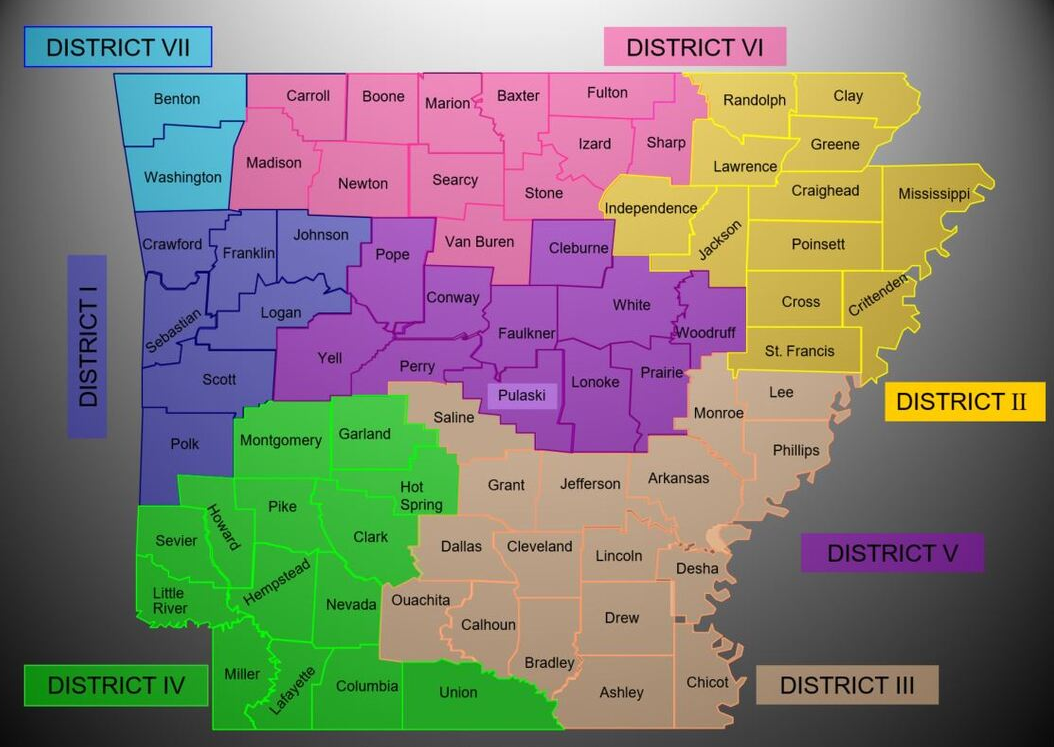 DISTRICT VII
DISTRICT VI
Benton
Carroll
Boone
Marion
Baxter
Fulton
Randolph
Clay
Washington
Madison
Newton
Searcy
Stone
Izard
Sharp
Lawrence
Greene
Independence
Craighead
Mississippi
Crawford
Franklin
Johnson
Pope
Van Buren
Cleburne
Jackson
Poinsett
DISTRICT I
Sebastian
Logan
Conway
Faulkner
White
Woodruff
Cross
Crittenden
Scott
Yell
Perry
Pulaski
Lonoke
Prairie
St. Francis
DISTRICT II
Polk
Montgomery
Garland
Saline
Monroe
Lee
Phillips
Hot
Spring
Grant
Jefferson
Arkansas
Sevier
Howard
Pike
Clark
Dallas
Cleveland
Lincoln
Desha
DISTRICT V
Little
River
Hempstead
Nevada
Ouachita
Calhoun
Drew
Miller
Lafayette
Columbia
Union
Bradley
Ashley
Chicot
DISTRICT IV
DISTRICT III